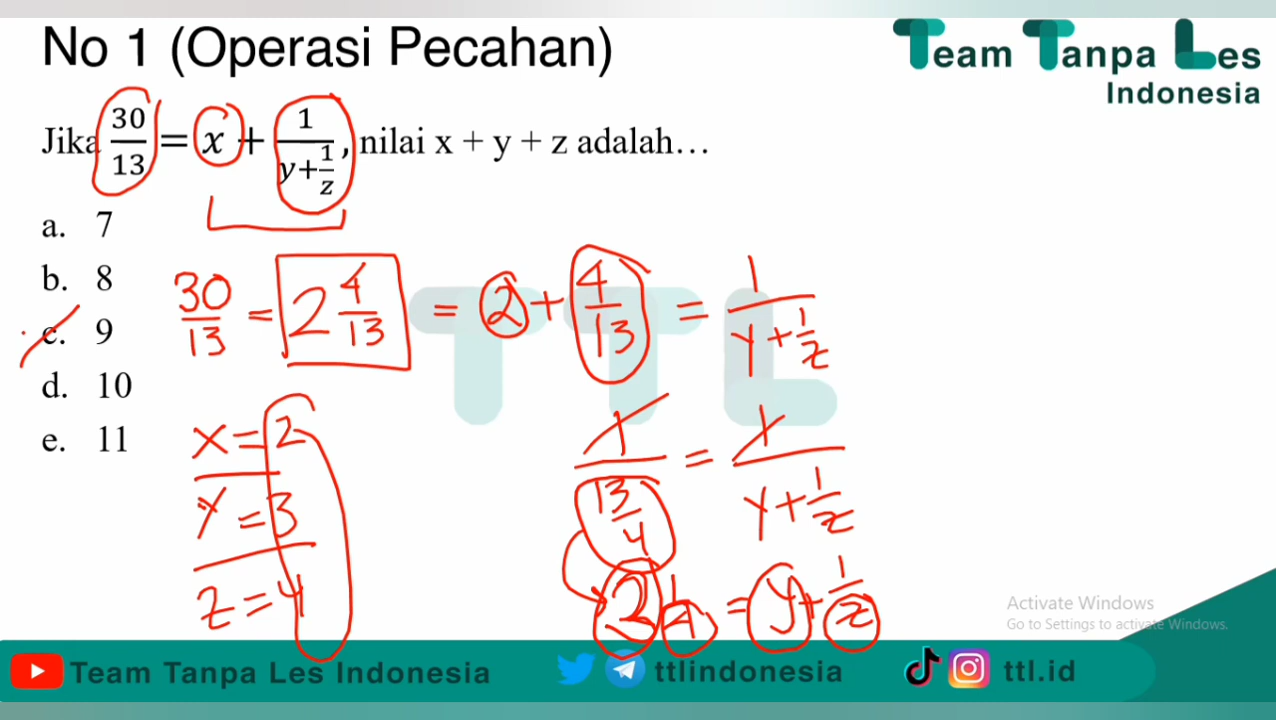 No 1 (Operasi Pecahan)
Team Tanpa Les
Indonesia
Jika 30/13 = x + 1/(y+1/z), nilai x + y + z adalah…
a. 7
b. 8
c. 9
d. 10
e. 11
30/13 = 2 4/13 = 2 + 4/13 = 1/(y+1/z)
1/(13/4) = 1/(y+1/z)
3 1/4 = y+1/z
x = 2
y = 3
z = 4
TTL
Activate Windows
Go to Settings to activate Windows.
Team Tanpa Les Indonesia
ttlindonesia
ttl.id